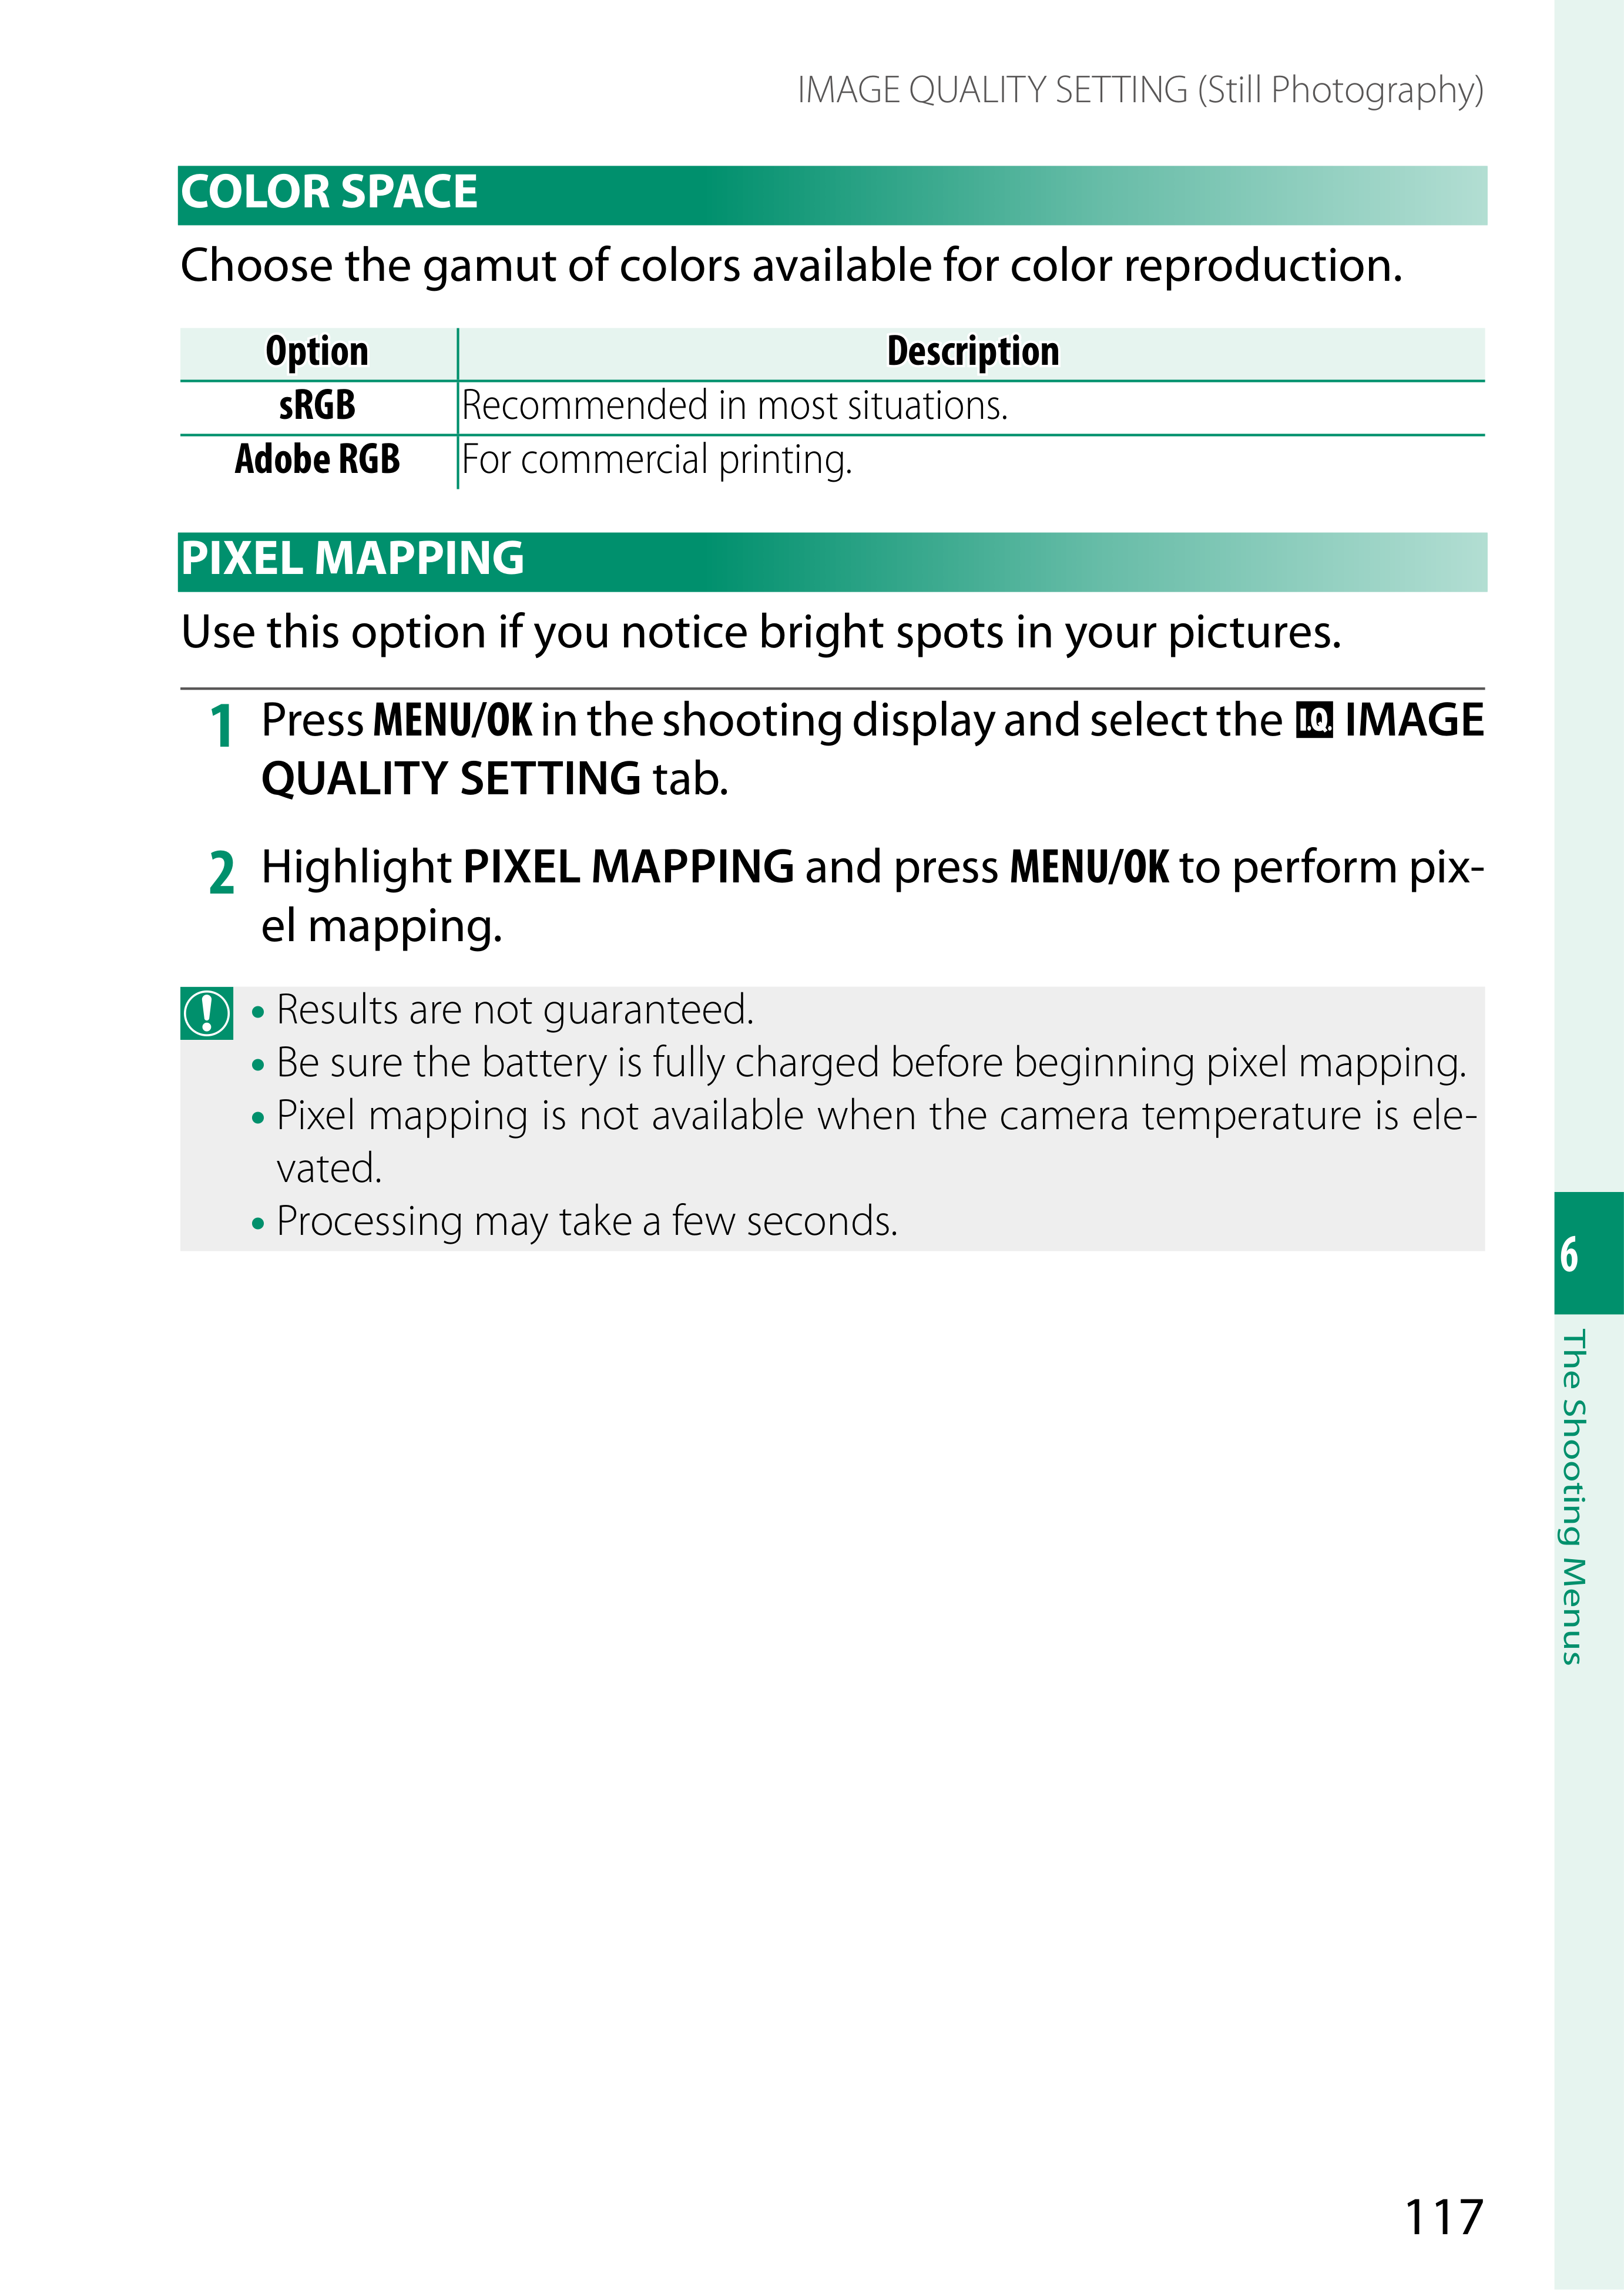 IMAGE QUALITY SETTING (Still Photography)
COLOR SPACE
Choose the gamut of colors available for color reproduction.
Option Description
sRGB Recommended in most situations.
Adobe RGB For commercial printing.
PIXEL MAPPING
Use this option if you notice bright spots in your pictures.
1 Press MENU/OK in the shooting display and select the I.Q. IMAGE
QUALITY SETTING tab.
2 Highlight PIXEL MAPPING and press MENU/OK to perform pix-
el mapping.
• Results are not guaranteed.
• Be sure the battery is fully charged before beginning pixel mapping.
• Pixel mapping is not available when the camera temperature is ele-
vated.
• Processing may take a few seconds.
6
The Shooting Menus
117